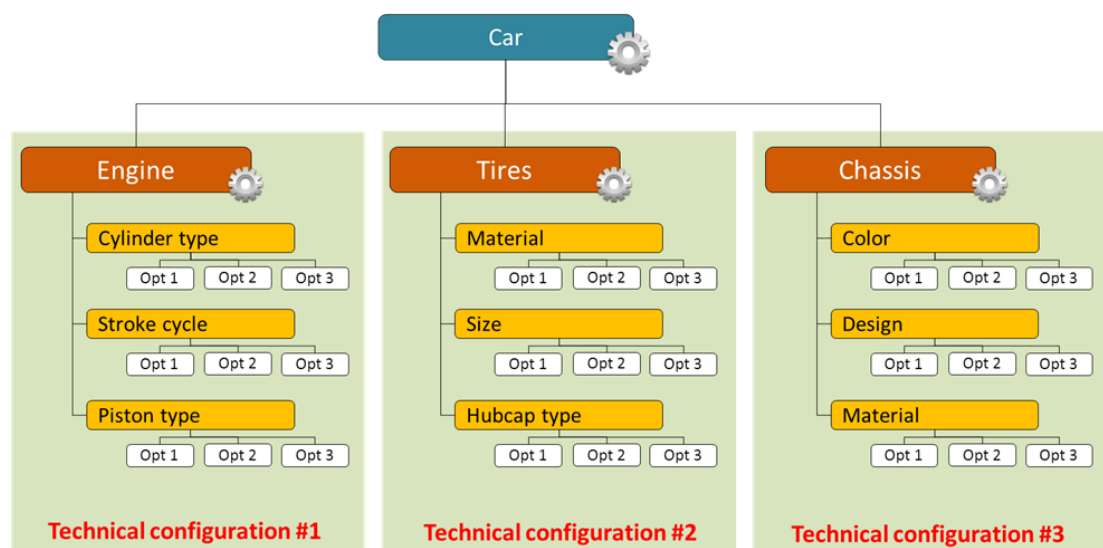 Car
Engine
Cylinder type
Opt 1 Opt 2 Opt 3
Stroke cycle
Opt 1 Opt 2 Opt 3
Piston type
Opt 1 Opt 2 Opt 3
Technical configuration #1
Tires
Material
Opt 1 Opt 2 Opt 3
Size
Opt 1 Opt 2 Opt 3
Hubcap type
Opt 1 Opt 2 Opt 3
Technical configuration #2
Chassis
Color
Opt 1 Opt 2 Opt 3
Design
Opt 1 Opt 2 Opt 3
Material
Opt 1 Opt 2 Opt 3
Technical configuration #3